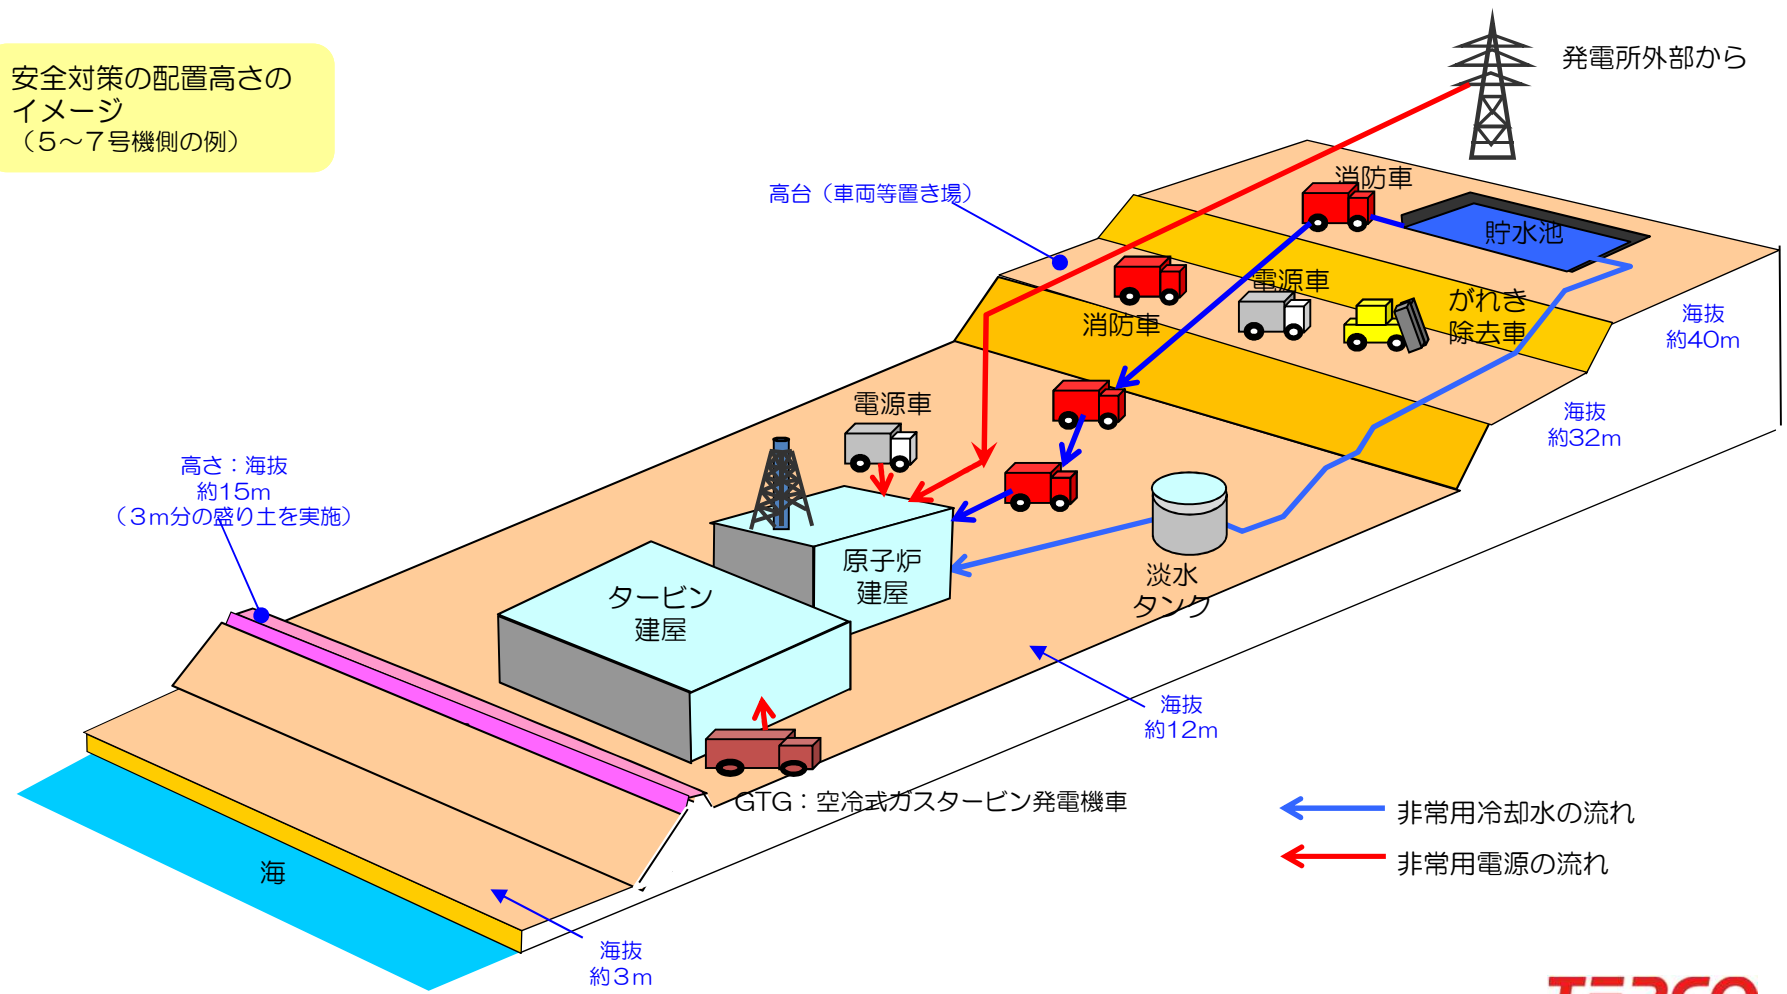 安全対策の配置高さの
イメージ
（５～７号機側の例）
発電所外部から
消防車
高台（車両等置き場）
貯水池
電源車
がれき
除去車
消防車
海抜
約40m
海抜
約32m
電源車
高さ：海抜
約15m
（３ｍ分の盛り土を実施）
原子炉
建屋
タービン
建屋
淡水
タンク
海抜
約12m
GTG：空冷式ガスタービン発電機車
非常用冷却水の流れ
非常用電源の流れ
海
海抜
約３ｍ
TEPCO